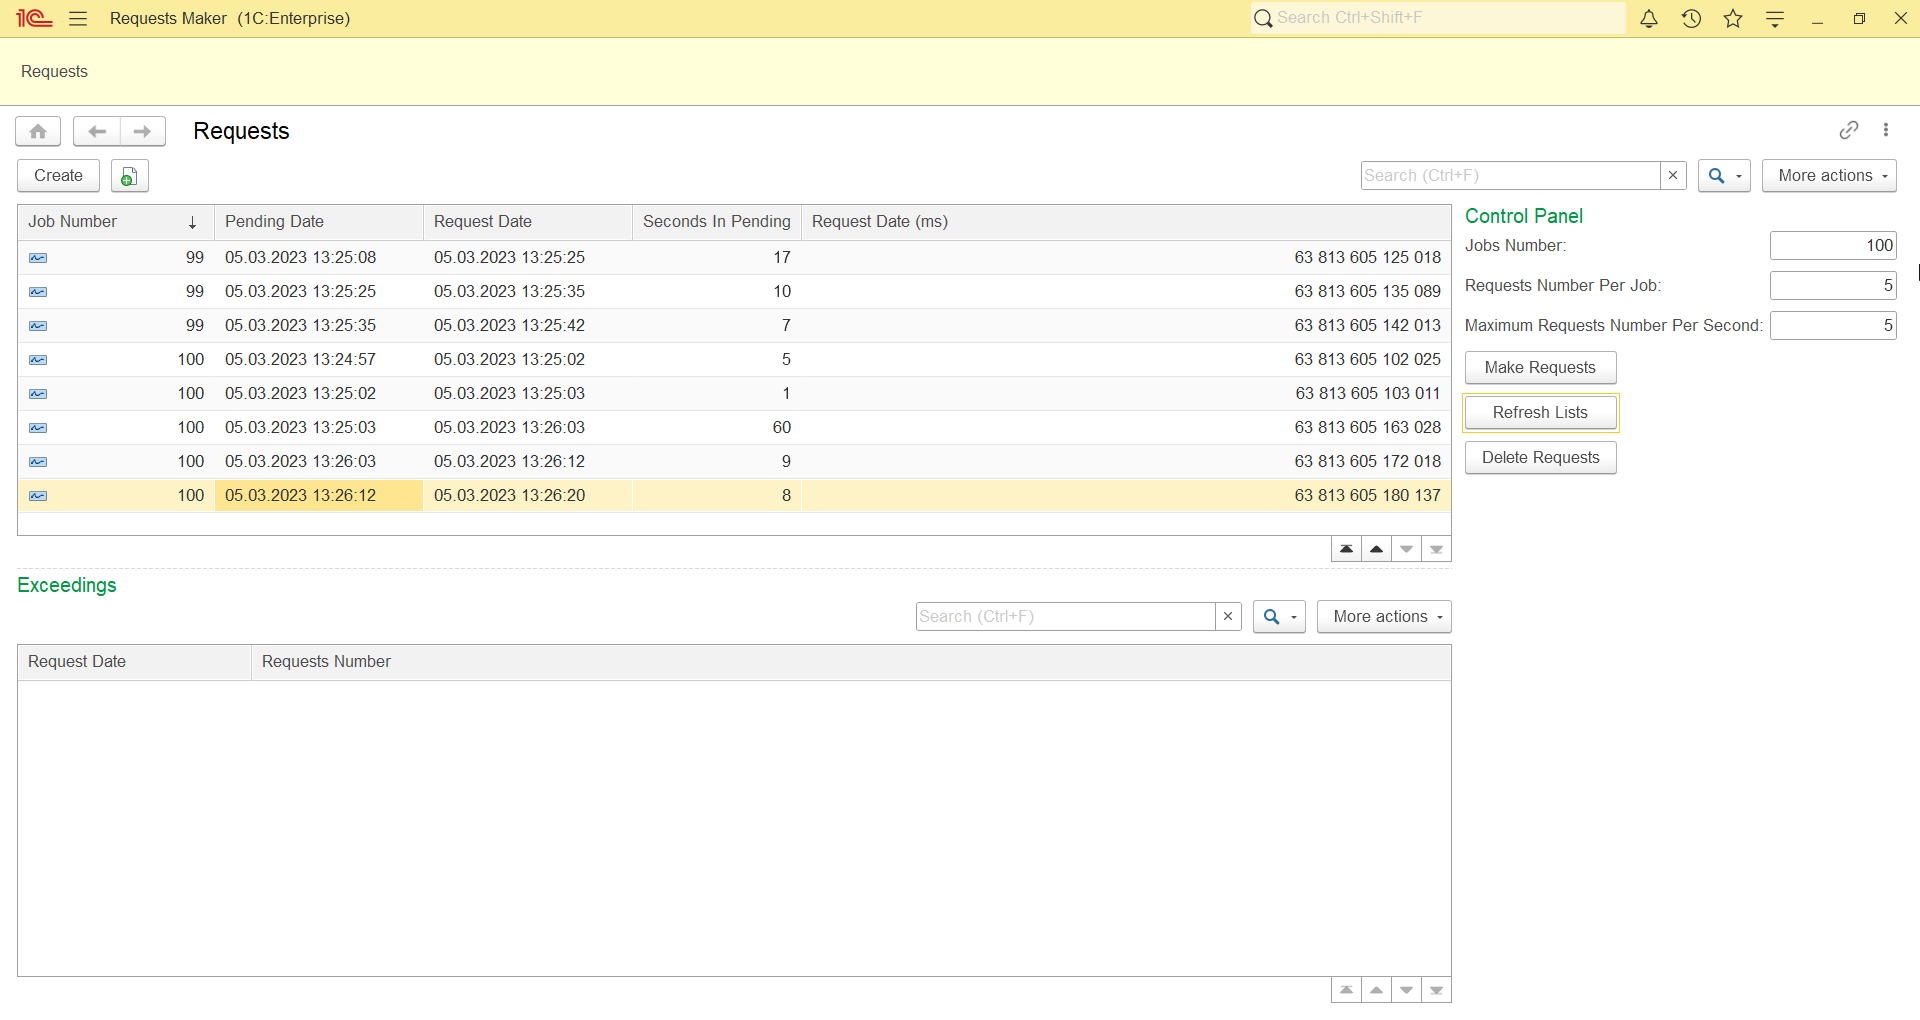 1C Requests Maker (1C:Enterprise) Search Ctrl+Shift+F
Requests
Requests
Create Search (Ctrl+F) × More actions
Job Number ↓ Pending Date Request Date Seconds In Pending Request Date (ms)
99 05.03.2023 13:25:08 05.03.2023 13:25:25 17 63 813 605 125 018
99 05.03.2023 13:25:25 05.03.2023 13:25:35 10 63 813 605 135 089
99 05.03.2023 13:25:35 05.03.2023 13:25:42 7 63 813 605 142 013
100 05.03.2023 13:24:57 05.03.2023 13:25:02 5 63 813 605 102 025
100 05.03.2023 13:25:02 05.03.2023 13:25:03 1 63 813 605 103 011
100 05.03.2023 13:25:03 05.03.2023 13:26:03 60 63 813 605 163 028
100 05.03.2023 13:26:03 05.03.2023 13:26:12 9 63 813 605 172 018
100 05.03.2023 13:26:12 05.03.2023 13:26:20 8 63 813 605 180 137
Control Panel
Jobs Number: 100
Requests Number Per Job: 5
Maximum Requests Number Per Second: 5
Make Requests
Refresh Lists
Delete Requests
Exceedings
Search (Ctrl+F) × More actions
Request Date Requests Number